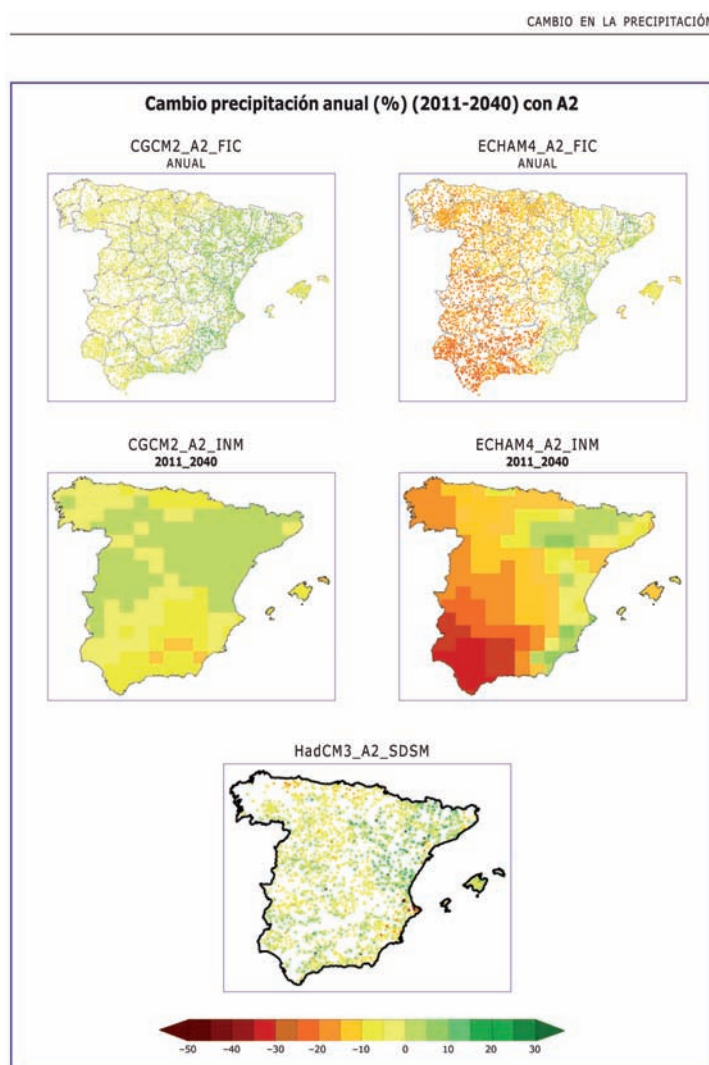 CAMBIO EN LA PRECIPITACIÓN
Cambio precipitación anual (%) (2011-2040) con A2
CGCM2_A2_FIC
ANUAL
ECHAM4_A2_FIC
ANUAL
CGCM2_A2_INM
2011_2040
ECHAM4_A2_INM
2011_2040
HadCM3_A2_SDSM
−50 −40 −30 −20 −10 0 10 20 30